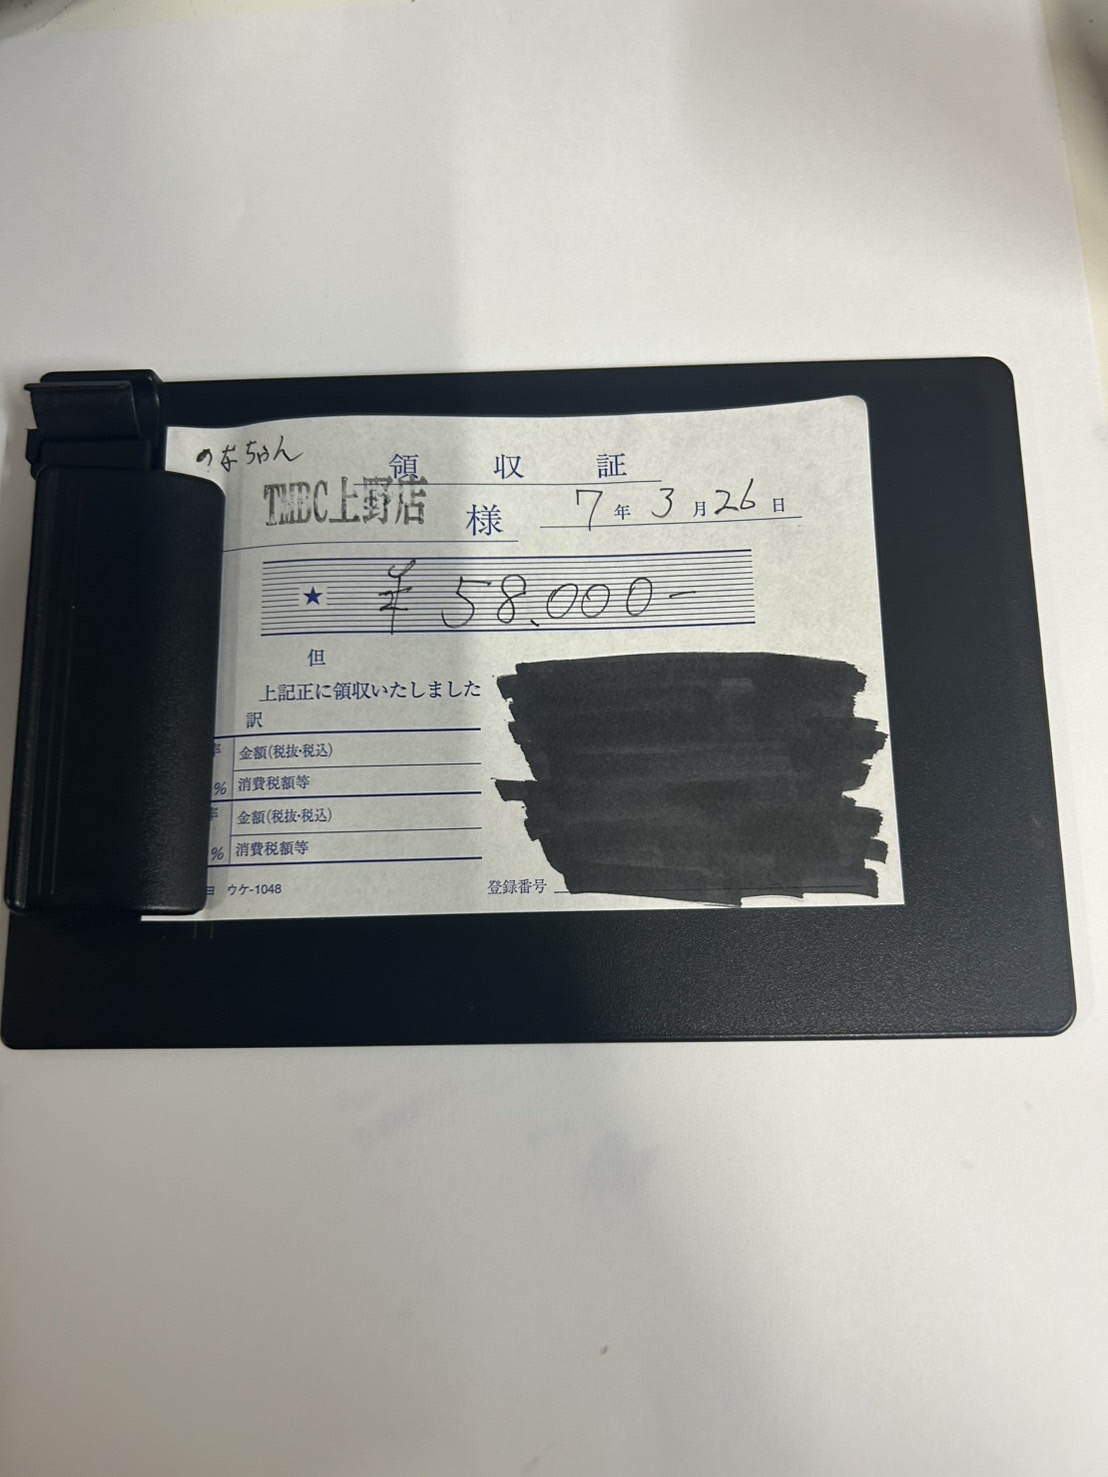 のあちゃん
領 収 証
TMBC上野店 様
7年 3月26日
★ ¥58,000-
但
上記正に領収いたしました
訳
率 金額(税抜・税込)
% 消費税額等
率 金額(税抜・税込)
% 消費税額等
ヨ ウケ-1048
登録番号